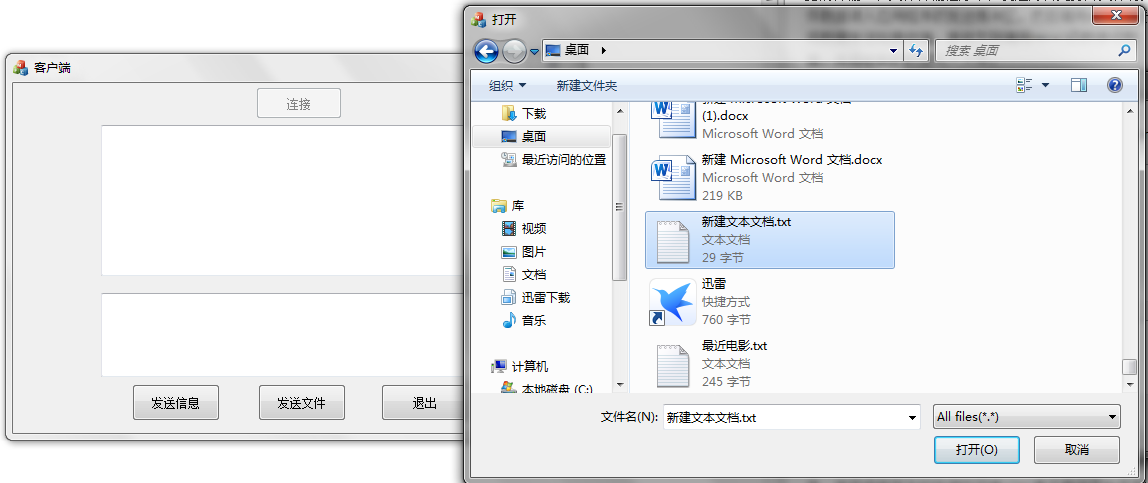 客户端
连接
发送信息
发送文件
退出
打开
桌面
搜索 桌面
组织
新建文件夹
下载
桌面
最近访问的位置
库
视频
图片
文档
迅雷下载
音乐
计算机
本地磁盘 (C:)
新建 Microsoft Word 文档
(1).docx
Microsoft Word 文档
新建 Microsoft Word 文档.docx
Microsoft Word 文档
219 KB
新建文本文档.txt
文本文档
29 字节
迅雷
快捷方式
760 字节
最近电影.txt
文本文档
245 字节
文件名(N):
新建文本文档.txt
All files(*.*)
打开(O)
取消